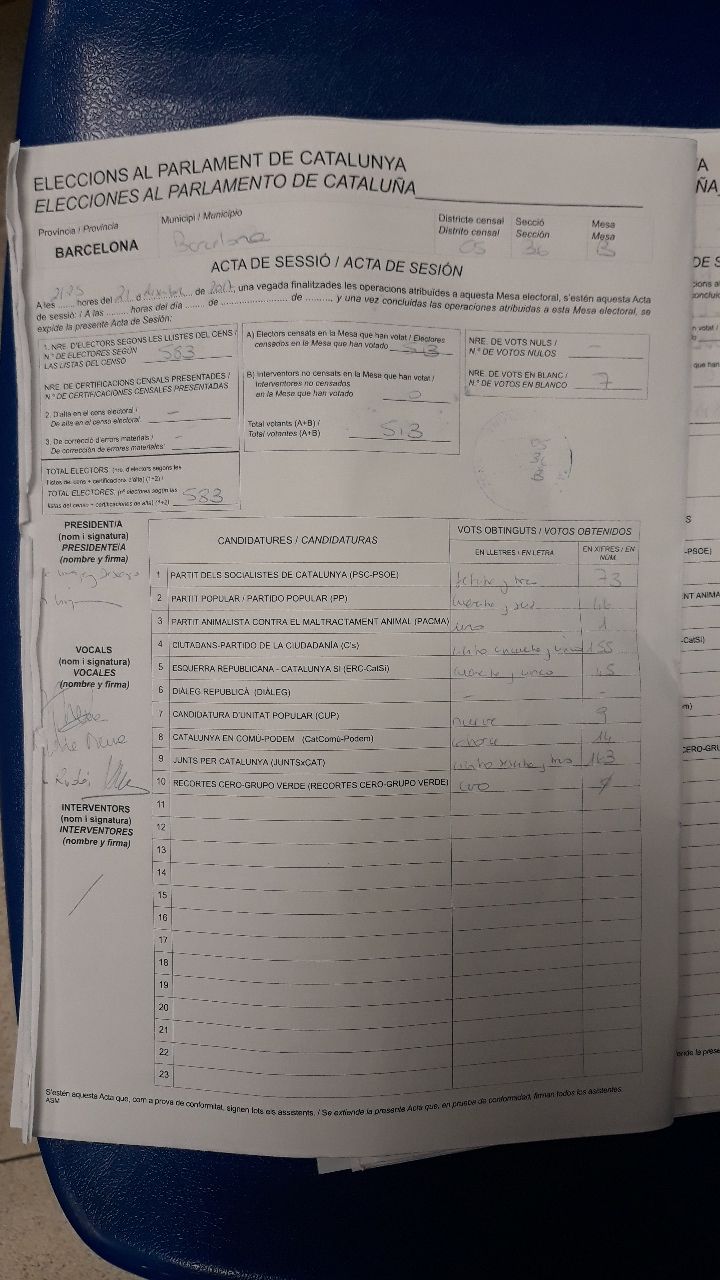 ELECCIONS AL PARLAMENT DE CATALUNYA
ELECCIONES AL PARLAMENTO DE CATALUÑA
Província / Provincia
Municipi / Municipio
Districte censal Secció Mesa
Distrito censal Sección Mesa
BARCELONA Barcelona 05 36 B
ACTA DE SESSIÓ / ACTA DE SESIÓN
A les ...... hores del 21 d ...... de 2017, una vegada finalitzades les operacions atribuïdes a aquesta Mesa electoral, s'estén aquesta Acta
de sessió: / A las ...... horas del día ...... de ...... de ......, y una vez concluidas las operaciones atribuidas a esta Mesa electoral, se
expide la presente Acta de Sesión:
1. NRE. D'ELECTORS SEGONS LES LLISTES DEL CENS /
N.º DE ELECTORES SEGÚN
LAS LISTAS DEL CENSO 583
NRE. DE CERTIFICACIONS CENSALS PRESENTADES /
N.º DE CERTIFICACIONES CENSALES PRESENTADAS
2. D'alta en el cens electoral /
De alta en el censo electoral: –
3. De correcció d'errors materials /
De corrección de errores materiales: –
TOTAL ELECTORS (nre. d'electors segons les
llistes del cens + certificacions d'alta) (1+2) /
TOTAL ELECTORES (nº electores según las
listas del censo + certificaciones de alta) (1+2) 583
A) Electors censats en la Mesa que han votat / Electores
censados en la Mesa que han votado 513
B) Interventors no censats en la Mesa que han votat /
Interventores no censados
en la Mesa que han votado 0
Total votants (A+B) /
Total votantes (A+B) 513
NRE. DE VOTS NULS /
N.º DE VOTOS NULOS –
NRE. DE VOTS EN BLANC /
N.º DE VOTOS EN BLANCO 7
05
36
B
PRESIDENT/A
(nom i signatura)
PRESIDENTE/A
(nombre y firma)
VOCALS
(nom i signatura)
VOCALES
(nombre y firma)
INTERVENTORS
(nom i signatura)
INTERVENTORES
(nombre y firma)
CANDIDATURES / CANDIDATURAS
VOTS OBTINGUTS / VOTOS OBTENIDOS
EN LLETRES / EN LETRA
EN XIFRES / EN
NÚM.
1 PARTIT DELS SOCIALISTES DE CATALUNYA (PSC-PSOE) setenta y tres 73
2 PARTIT POPULAR / PARTIDO POPULAR (PP) cuarenta y seis 46
3 PARTIT ANIMALISTA CONTRA EL MALTRACTAMENT ANIMAL (PACMA) uno 1
4 CIUTADANS-PARTIDO DE LA CIUDADANÍA (C's) ciento cincuenta y cinco 155
5 ESQUERRA REPUBLICANA - CATALUNYA SÍ (ERC-CatSí) cuarenta y cinco 45
6 DIÀLEG REPUBLICÀ (DIÀLEG) – –
7 CANDIDATURA D'UNITAT POPULAR (CUP) nueve 9
8 CATALUNYA EN COMÚ-PODEM (CatComú-Podem) catorce 14
9 JUNTS PER CATALUNYA (JUNTSxCAT) ciento sesenta y tres 163
10 RECORTES CERO-GRUPO VERDE (RECORTES CERO-GRUPO VERDE) cero
11
12
13
14
15
16
17
18
19
20
21
22
23
S'estén aquesta Acta que, com a prova de conformitat, signen tots els assistents. / Se extiende la presente Acta que, en prueba de conformidad, firman todos los asistentes.
ASM